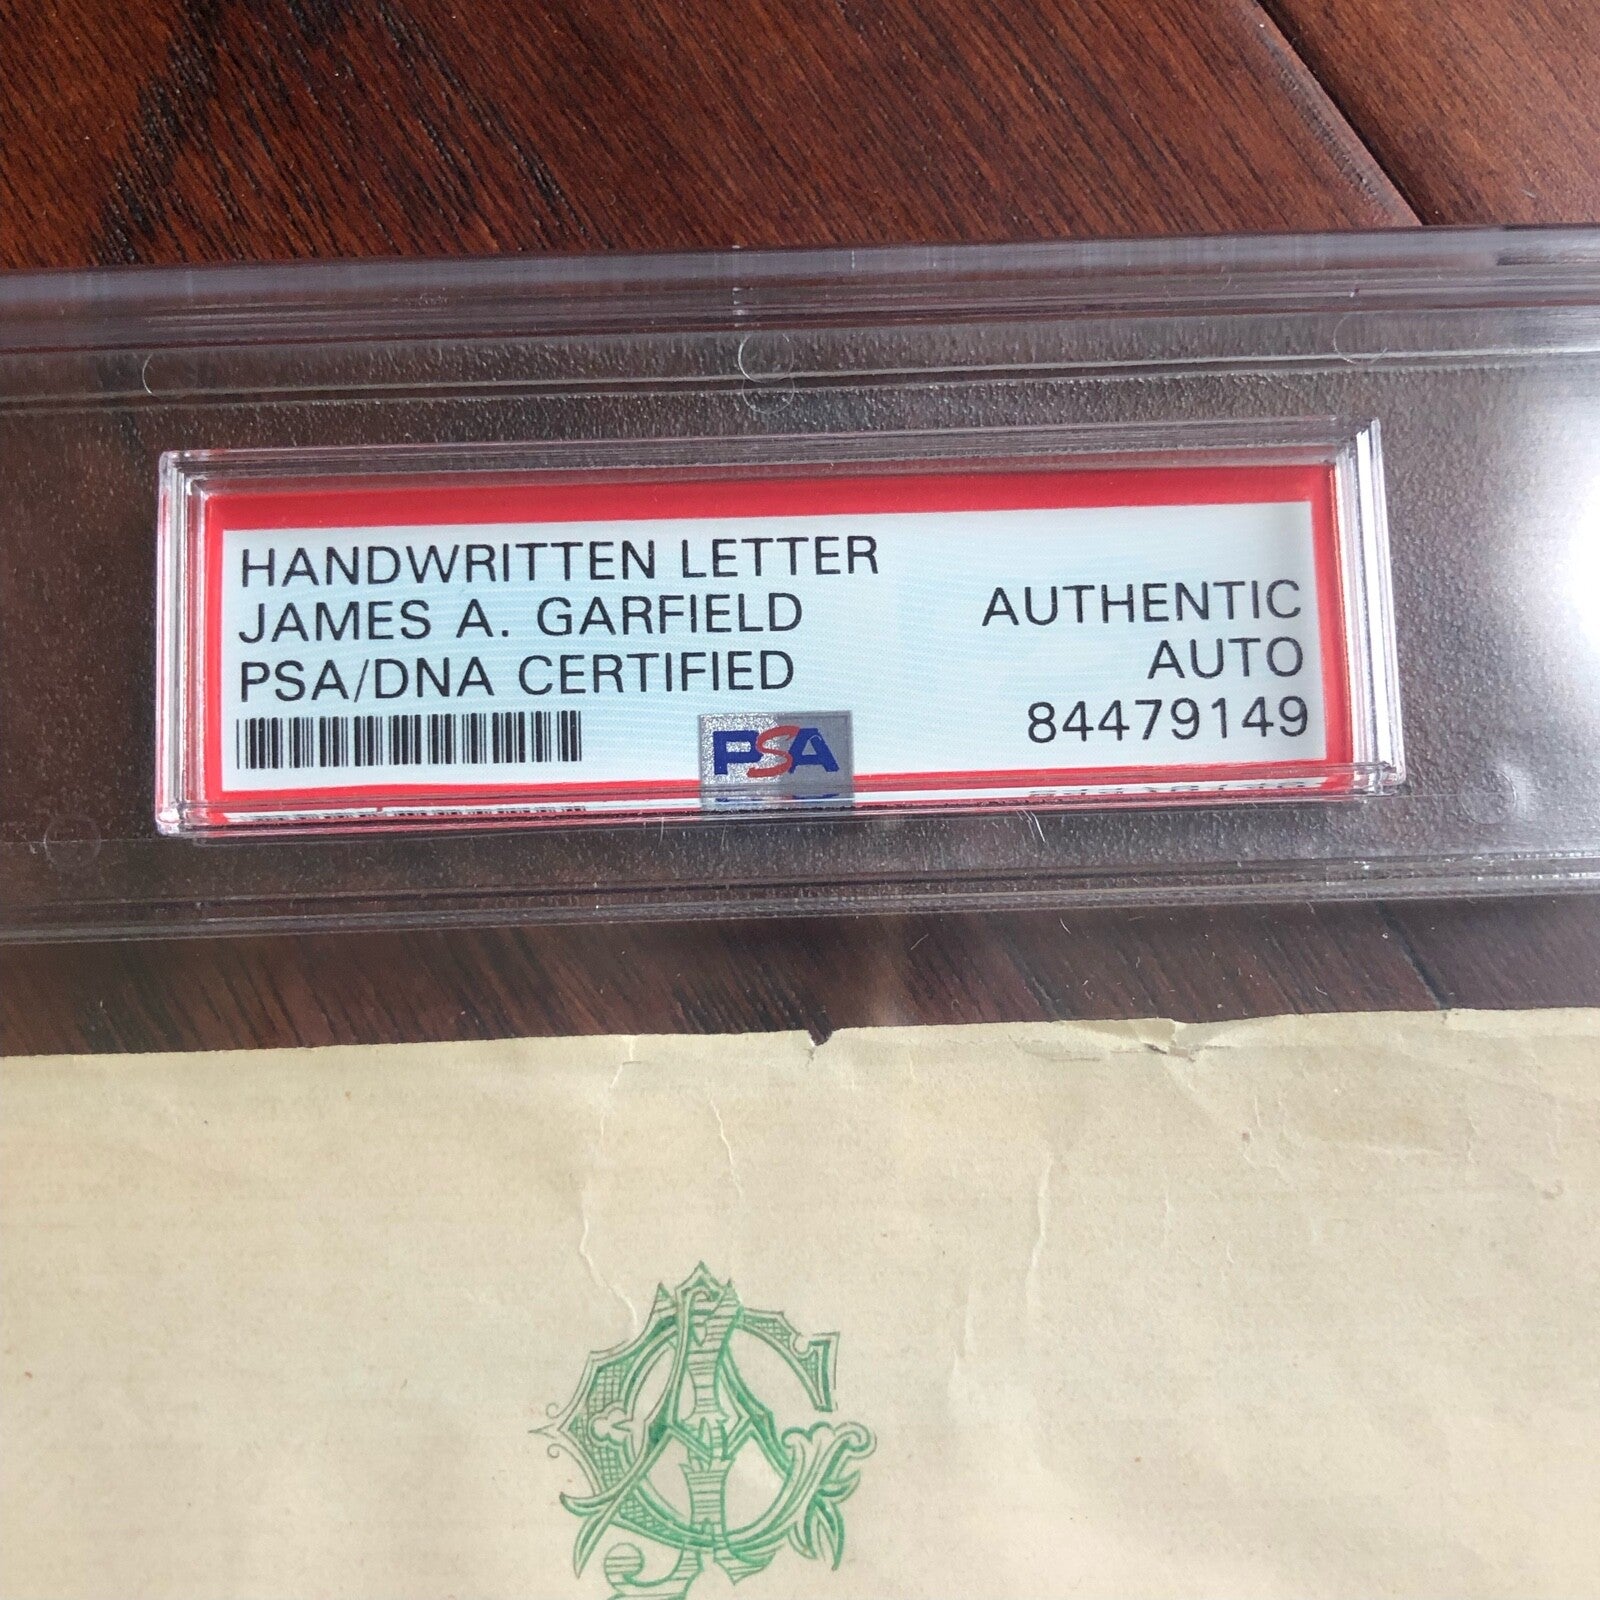 HANDWRITTEN LETTER
JAMES A. GARFIELD
PSA/DNA CERTIFIED
AUTHENTIC
AUTO
84479149
PSA